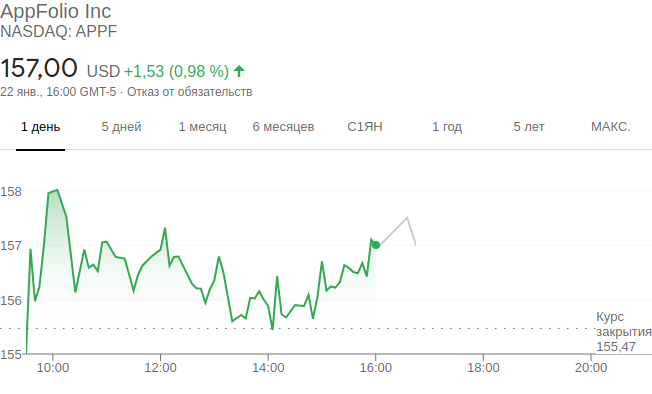 AppFolio Inc
NASDAQ: APPF
157,00 USD +1,53 (0,98 %)
22 янв., 16:00 GMT-5 · Отказ от обязательств
1 день 5 дней 1 месяц 6 месяцев С1ЯН 1 год 5 лет МАКС.
158
157
156
Курс
закрытия
155,47
155
10:00 12:00 14:00 16:00 18:00 20:00